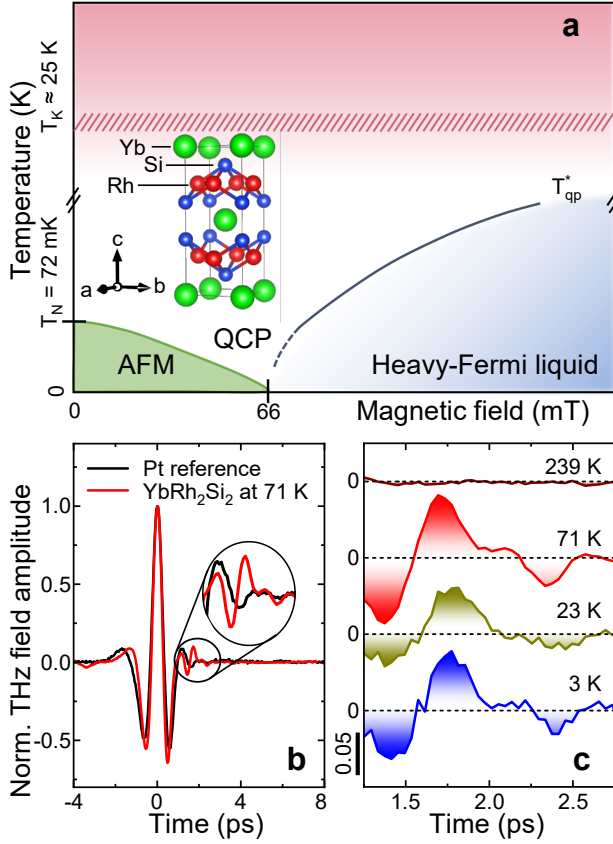 a
Temperature (K)
T_K ≈ 25 K
T_N = 72 mK
0
Yb
Si
Rh
c
a
b
T*_qp
QCP
AFM
Heavy-Fermi liquid
0
66
Magnetic field (mT)
Pt reference
YbRh₂Si₂ at 71 K
Norm. THz field amplitude
1.0
0.5
0.0
-0.5
b
-4
0
4
8
Time (ps)
239 K
0
71 K
0
23 K
0
3 K
0
0.05
c
1.5
2.0
2.5
Time (ps)